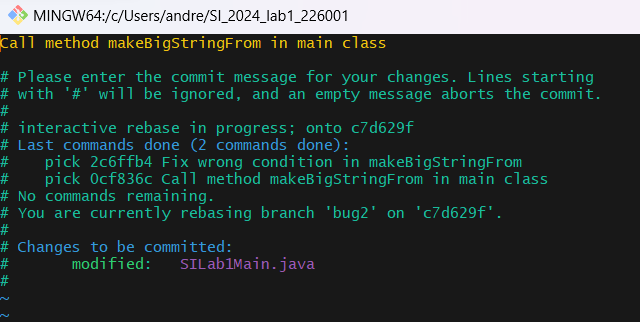 MINGW64:/c/Users/andre/SI_2024_lab1_226001
Call method makeBigStringFrom in main class
# Please enter the commit message for your changes. Lines starting
# with '#' will be ignored, and an empty message aborts the commit.
#
# interactive rebase in progress; onto c7d629f
# Last commands done (2 commands done):
#    pick 2c6ffb4 Fix wrong condition in makeBigStringFrom
#    pick 0cf836c Call method makeBigStringFrom in main class
# No commands remaining.
# You are currently rebasing branch 'bug2' on 'c7d629f'.
#
# Changes to be committed:
#       modified:   SILab1Main.java
#
~
~